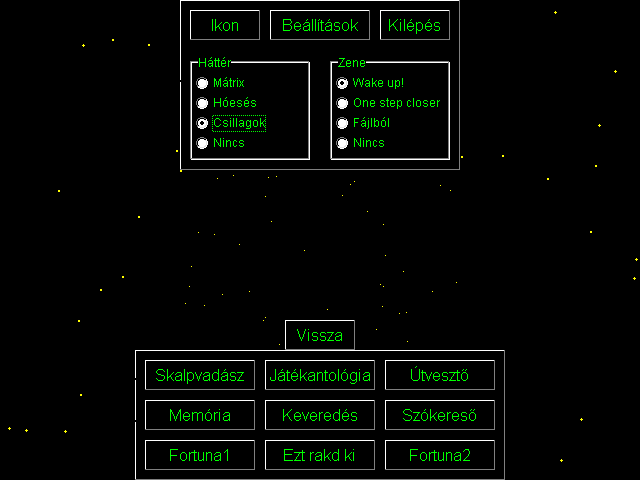 Ikon Beállítások Kilépés
Háttér
Mátrix
Hóesés
Csillagok
Nincs
Zene
Wake up!
One step closer
Fájlból
Nincs
Vissza
Skalpvadász Játékantológia Útvesztő
Memória Keveredés Szókereső
Fortuna1 Ezt rakd ki Fortuna2